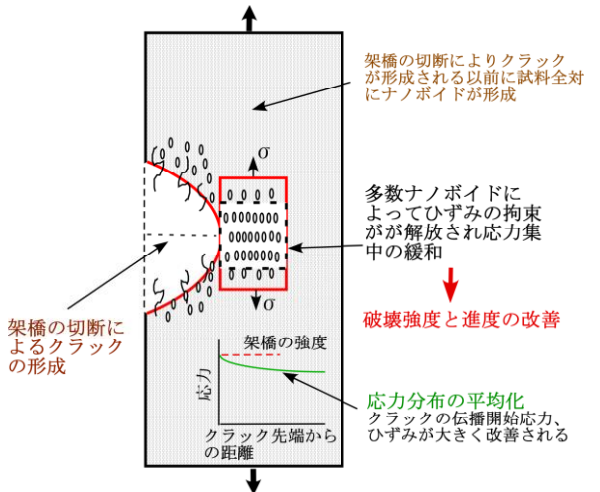 架橋の切断によりクラック
が形成される以前に試料全対
にナノボイドが形成
σ
多数ナノボイドに
よってひずみの拘束
がが解放され応力集
中の緩和
σ
破壊強度と進度の改善
架橋の切断に
よるクラック
の形成
架橋の強度
応力
クラック先端から
の距離
応力分布の平均化
クラックの伝播開始応力、
ひずみが大きく改善される